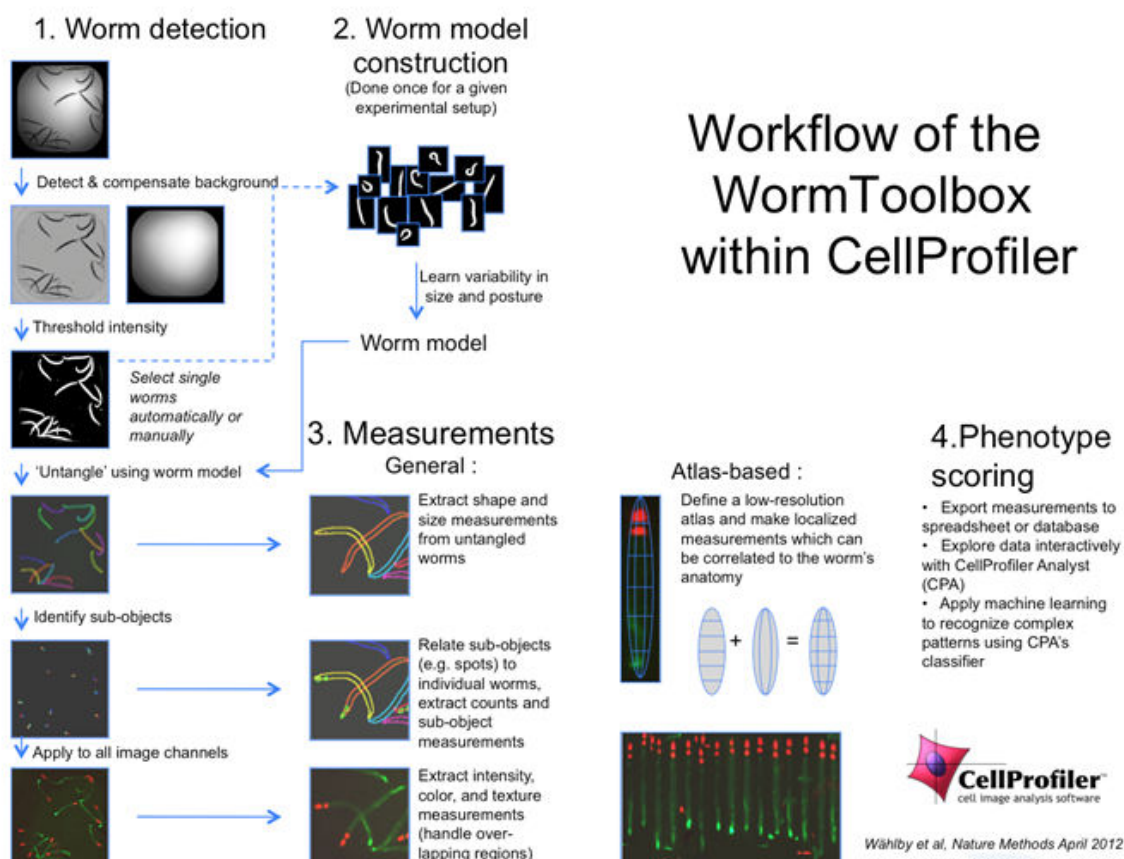 1. Worm detection
Detect & compensate background
Threshold intensity
Select single
worms
automatically or
manually
'Untangle' using worm model
Identify sub-objects
Apply to all image channels
2. Worm model
construction
(Done once for a given
experimental setup)
Learn variability in
size and posture
Worm model
3. Measurements
General :
Extract shape and
size measurements
from untangled
worms
Relate sub-objects
(e.g. spots) to
individual worms,
extract counts and
sub-object
measurements
Extract intensity,
color, and texture
measurements
(handle over-
lapping regions)
Workflow of the
WormToolbox
within CellProfiler
Atlas-based :
Define a low-resolution
atlas and make localized
measurements which can
be correlated to the worm's
anatomy
+ =
4.Phenotype
scoring
• Export measurements to
spreadsheet or database
• Explore data interactively
with CellProfiler Analyst
(CPA)
• Apply machine learning
to recognize complex
patterns using CPA's
classifier
CellProfiler™
cell image analysis software
Wählby et al, Nature Methods April 2012